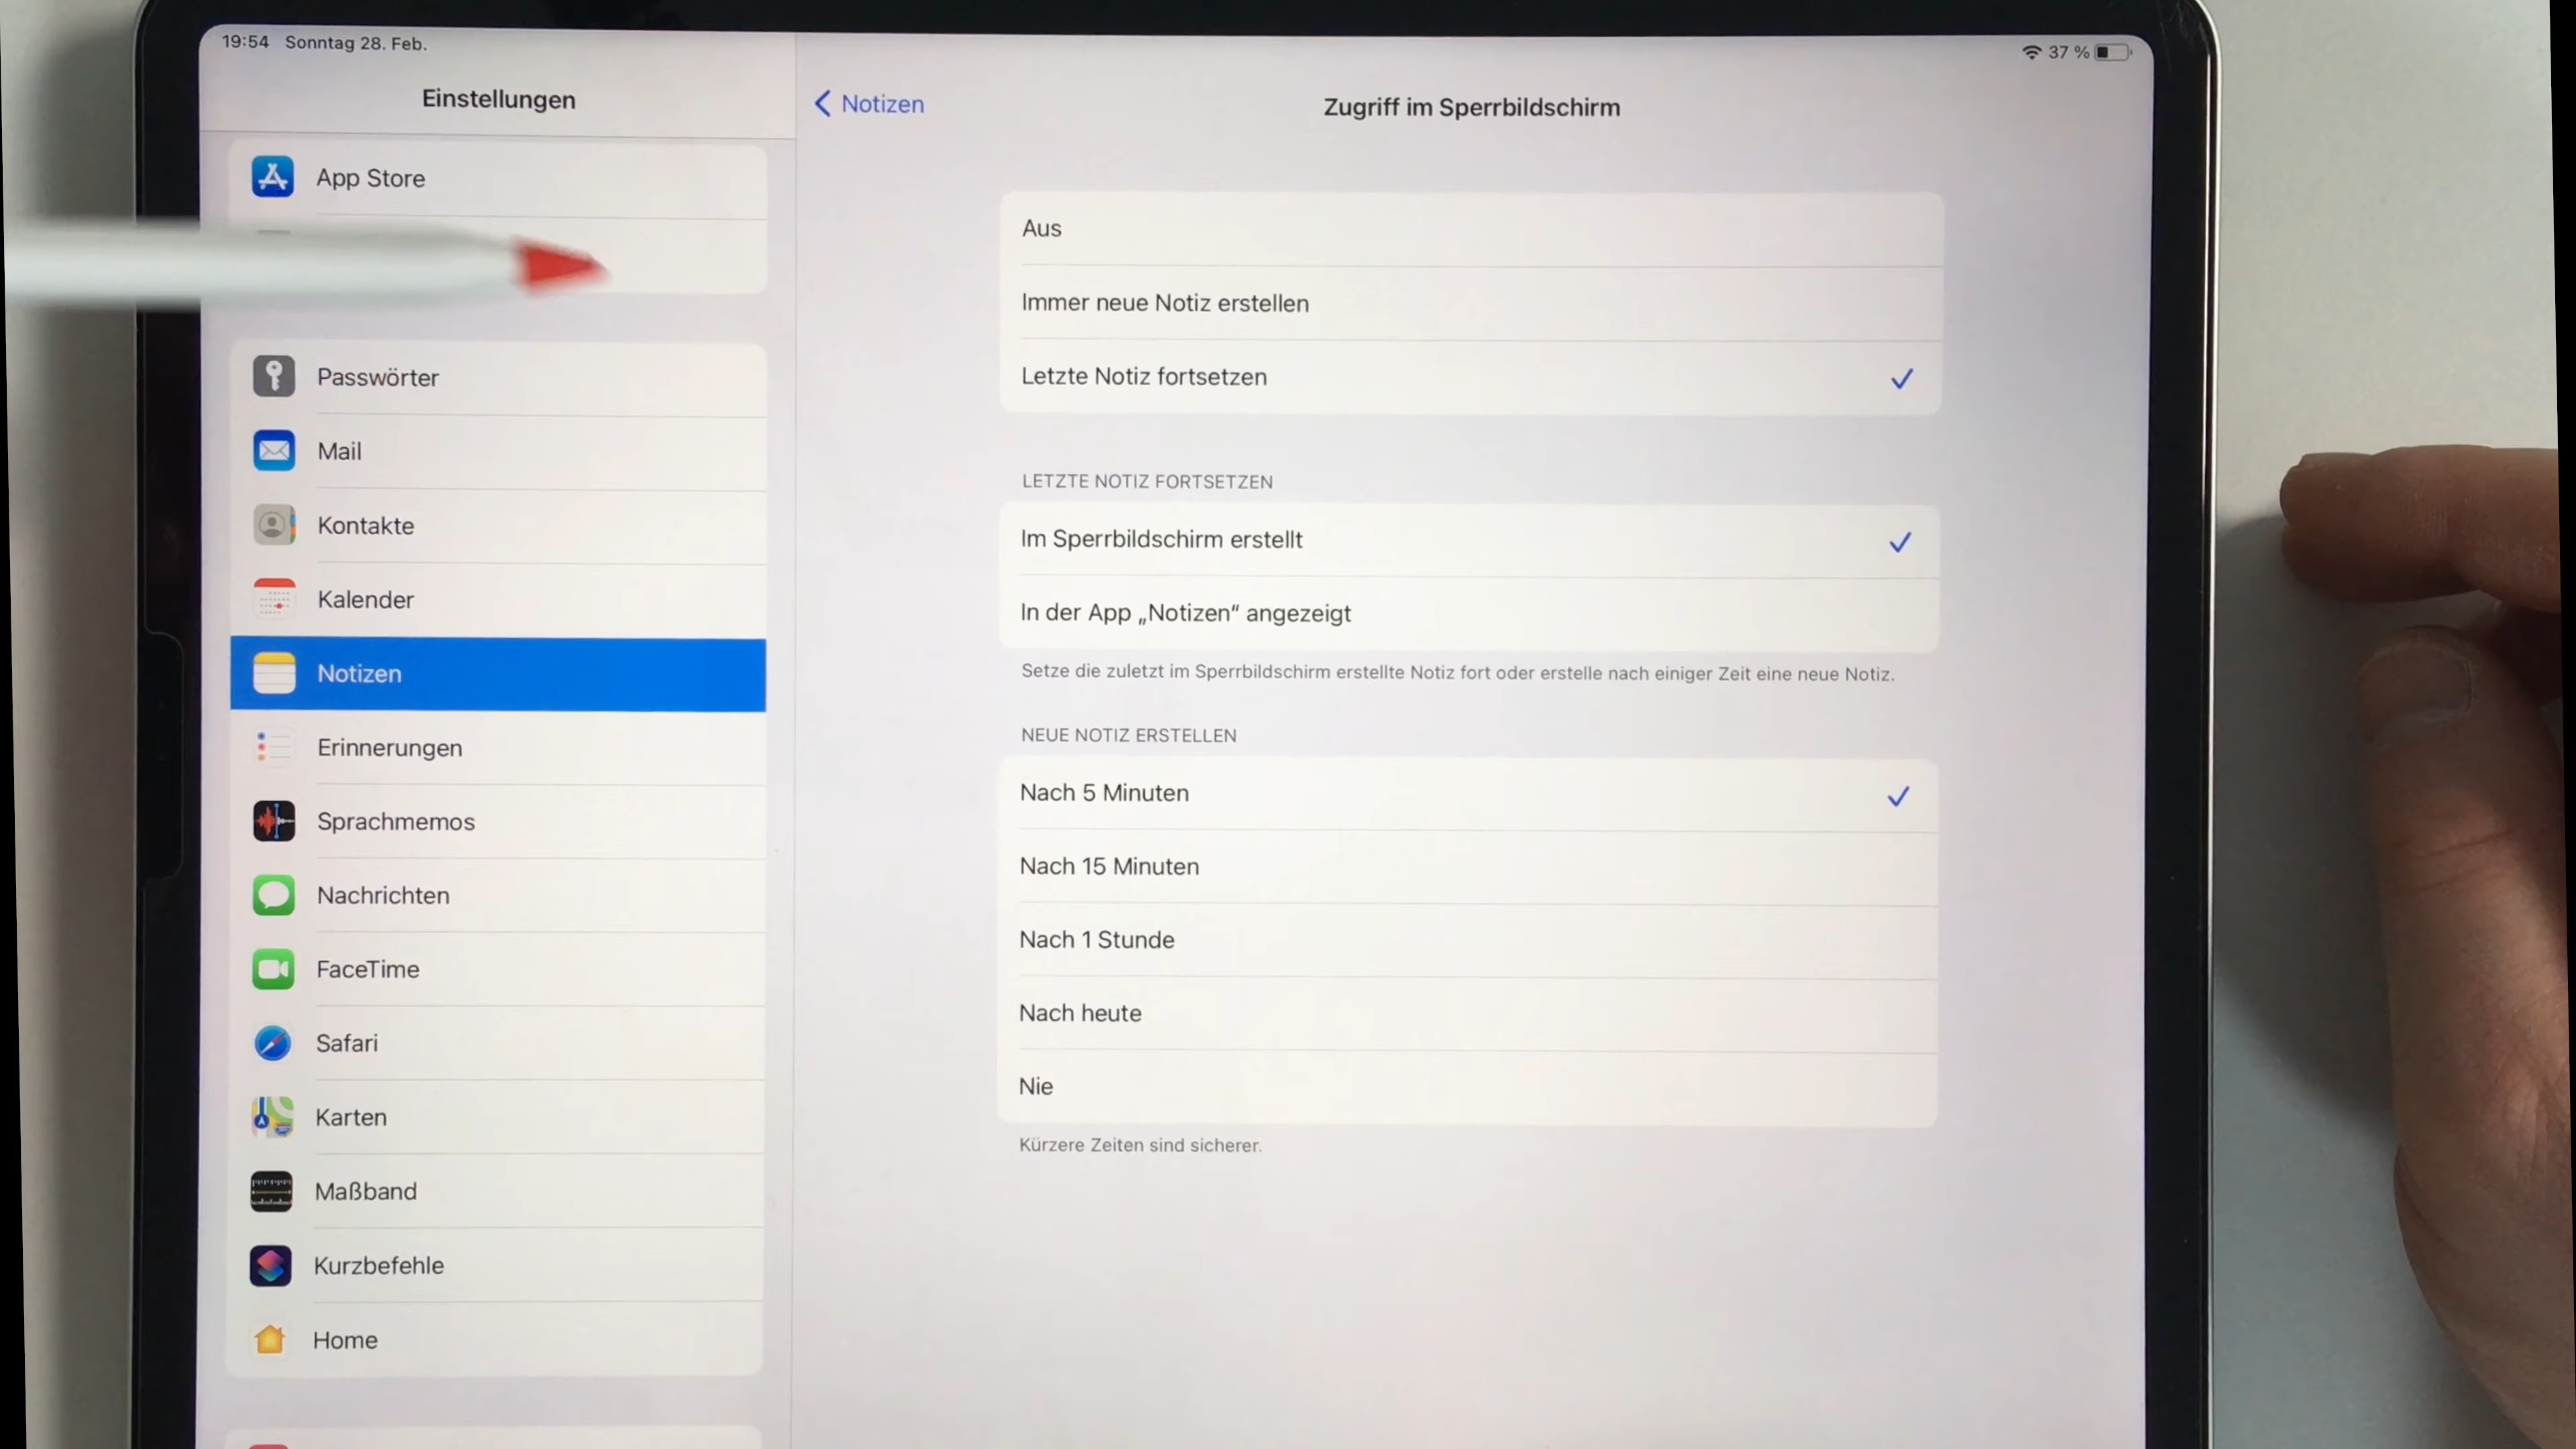 19:54 Sonntag 28. Feb.
37 %
Einstellungen
App Store
Passwörter
Mail
Kontakte
Kalender
Notizen
Erinnerungen
Sprachmemos
Nachrichten
FaceTime
Safari
Karten
Maßband
Kurzbefehle
Home
Notizen
Zugriff im Sperrbildschirm
Aus
Immer neue Notiz erstellen
Letzte Notiz fortsetzen
LETZTE NOTIZ FORTSETZEN
Im Sperrbildschirm erstellt
In der App „Notizen“ angezeigt
Setze die zuletzt im Sperrbildschirm erstellte Notiz fort oder erstelle nach einiger Zeit eine neue Notiz.
NEUE NOTIZ ERSTELLEN
Nach 5 Minuten
Nach 15 Minuten
Nach 1 Stunde
Nach heute
Nie
Kürzere Zeiten sind sicherer.